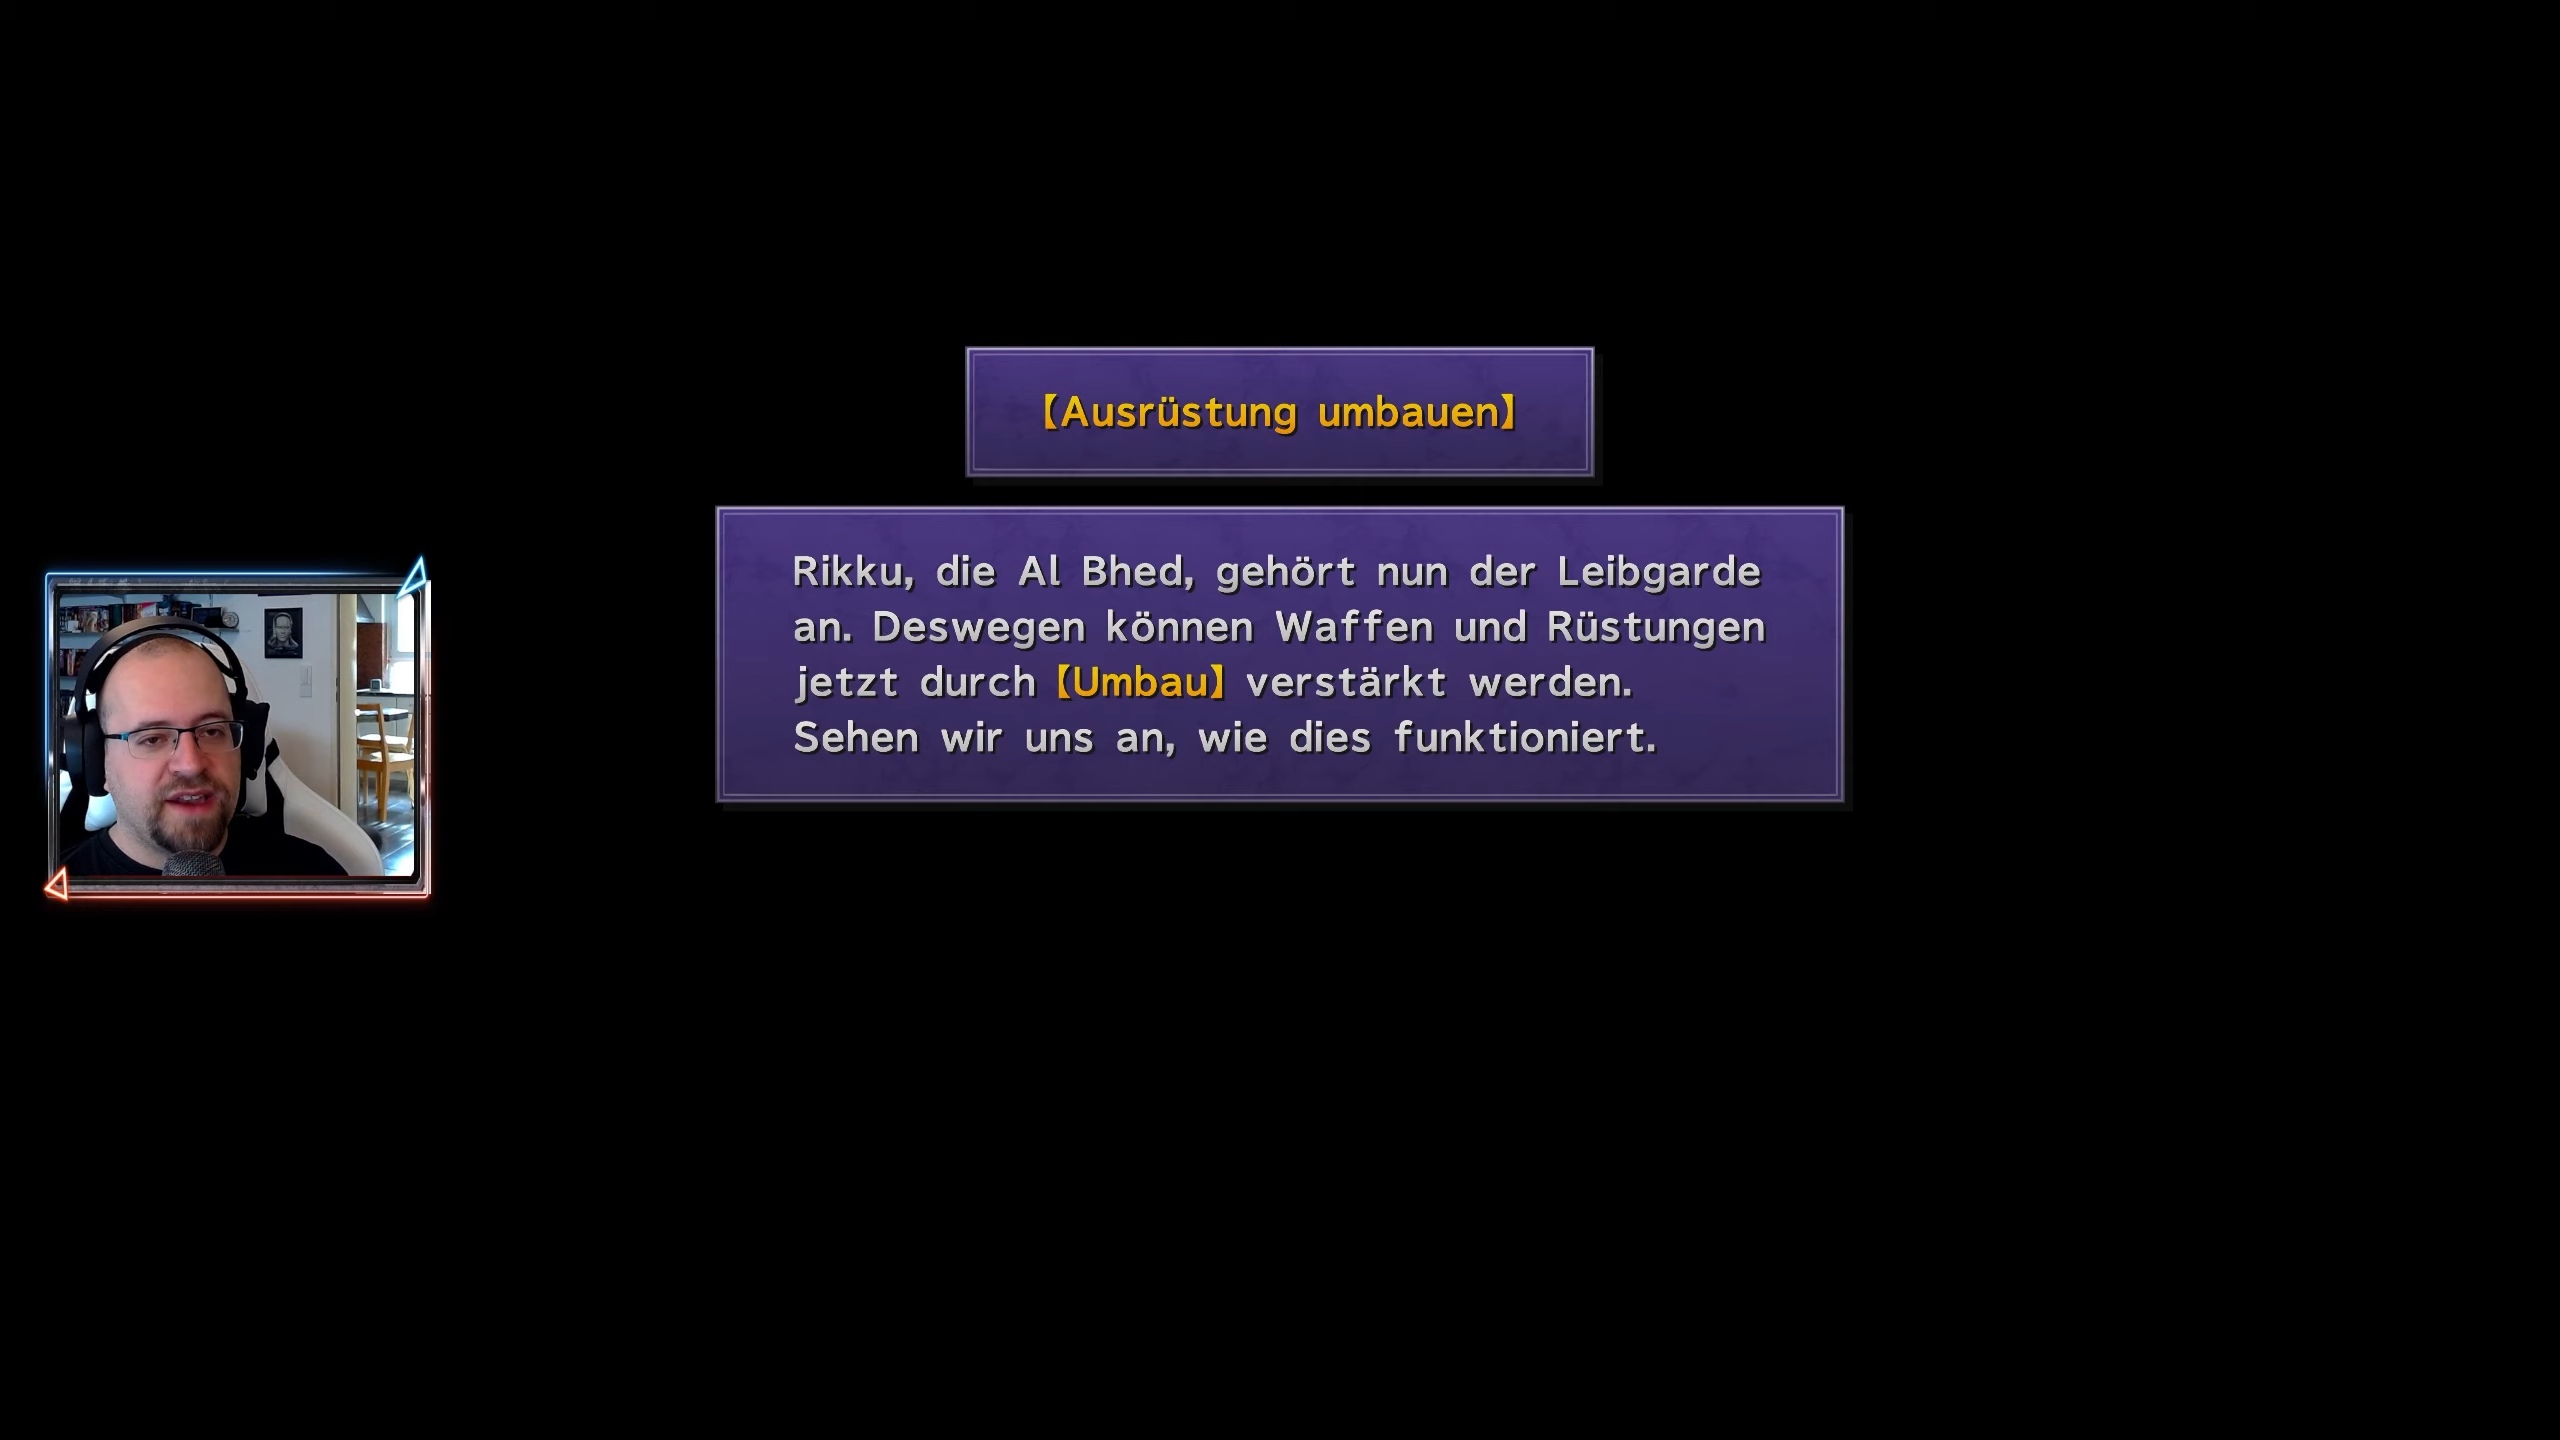 【Ausrüstung umbauen】
Rikku, die Al Bhed, gehört nun der Leibgarde
an. Deswegen können Waffen und Rüstungen
jetzt durch【Umbau】verstärkt werden.
Sehen wir uns an, wie dies funktioniert.